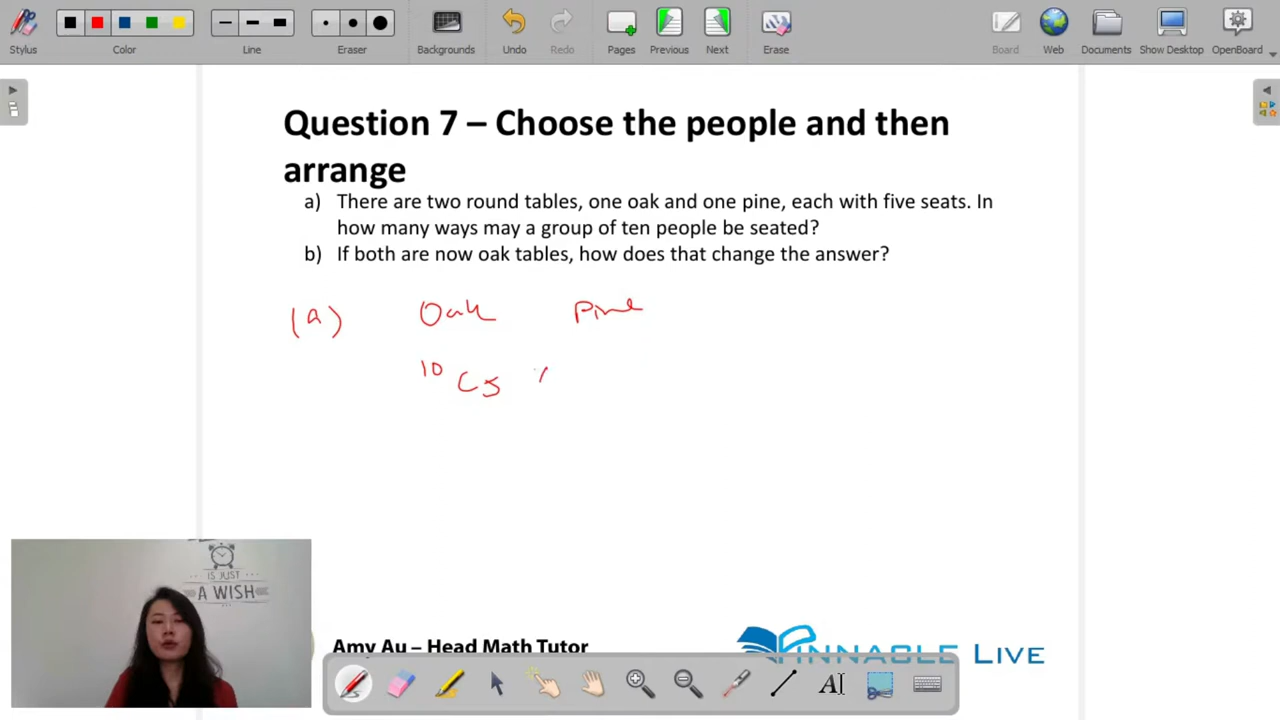 Stylus Color Line Eraser Backgrounds Undo Redo Pages Previous Next Erase Board Web Documents Show Desktop OpenBoard
Question 7 – Choose the people and then
arrange
a) There are two round tables, one oak and one pine, each with five seats. In
how many ways may a group of ten people be seated?
b) If both are now oak tables, how does that change the answer?
(a) Oak Pine
10 C5
IS JUST
A WISH
Amy Au – Head Math Tutor
PINNABLE LIVE